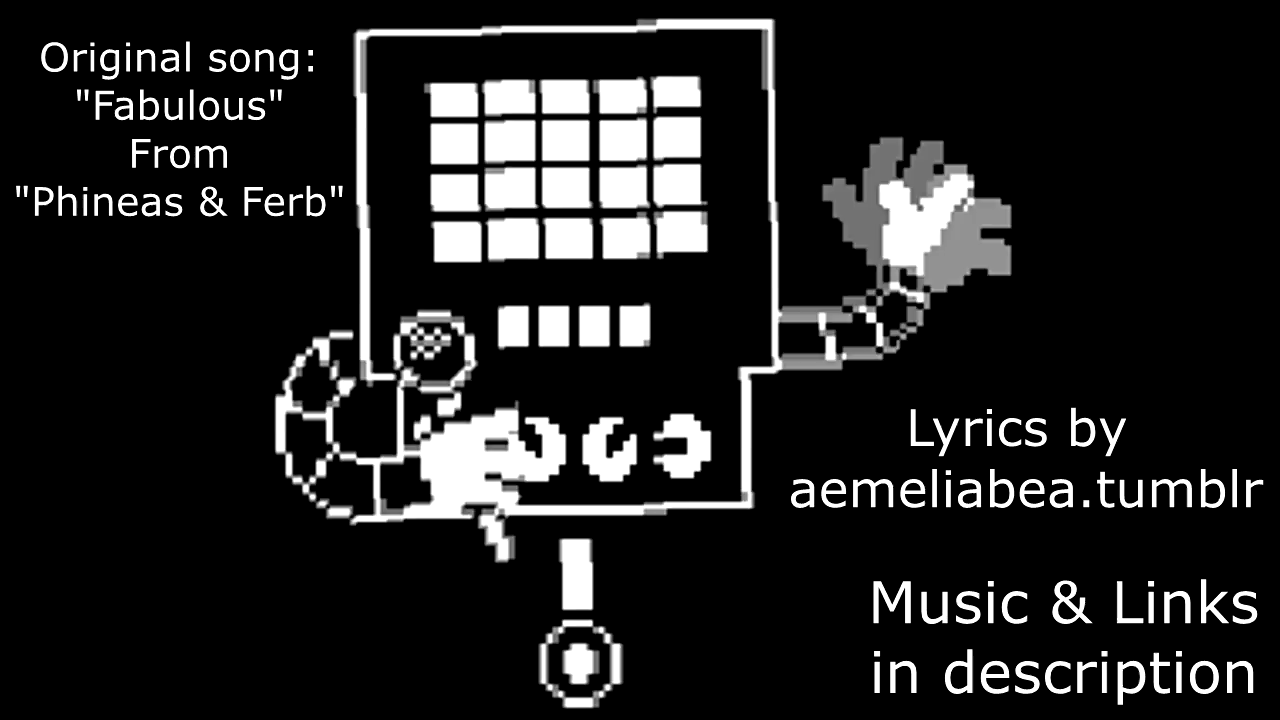 Original song:
"Fabulous"
From
"Phineas & Ferb"
Lyrics by
aemeliabea.tumblr
Music & Links
in description